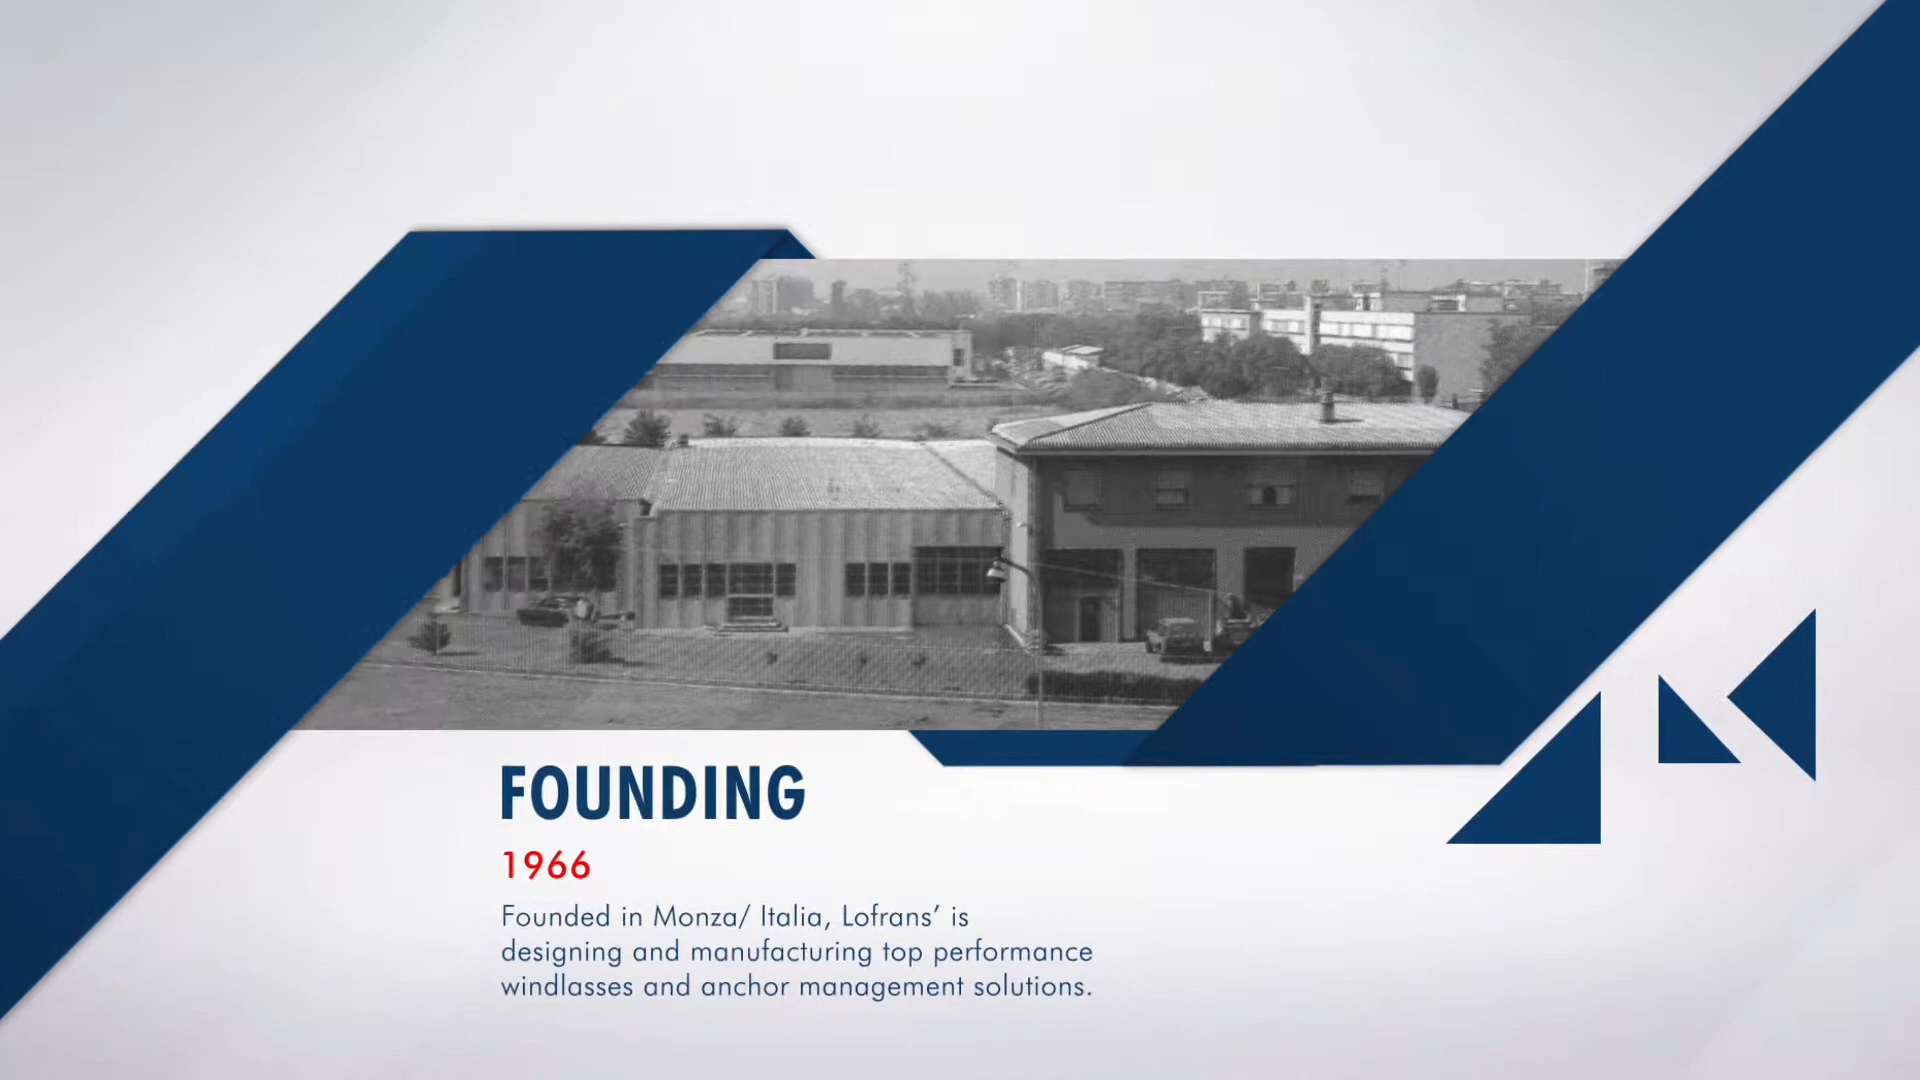 FOUNDING
1966
Founded in Monza/ Italia, Lofrans’ is
designing and manufacturing top performance
windlasses and anchor management solutions.